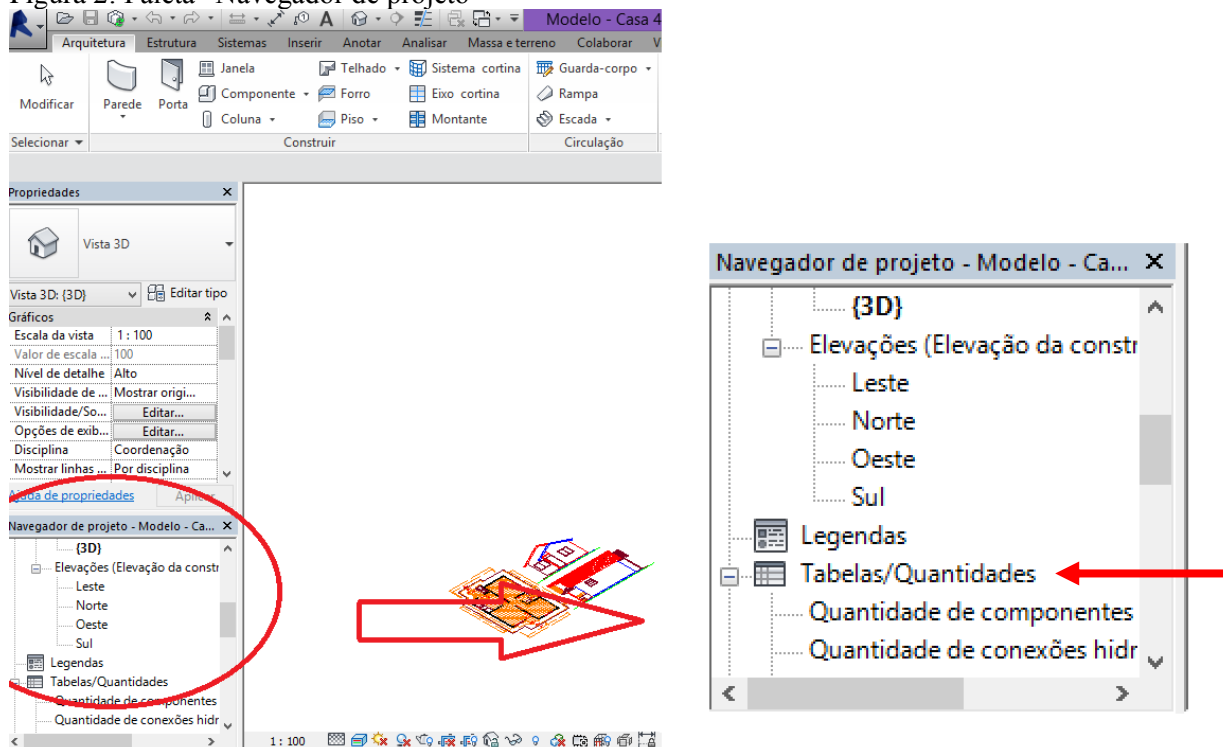 Figura 2: Paleta "Navegador de projeto"
Modelo - Casa 4
Arquitetura Estrutura Sistemas Inserir Anotar Analisar Massa e terreno Colaborar V
Modificar
Parede
Porta
Janela
Componente
Coluna
Telhado
Forro
Piso
Sistema cortina
Eixo cortina
Montante
Guarda-corpo
Rampa
Escada
Selecionar
Construir
Circulação
Propriedades
Vista 3D
Vista 3D: {3D}
Editar tipo
Gráficos
Escala da vista 1 : 100
Valor de escala ... 100
Nível de detalhe Alto
Visibilidade de ... Mostrar origi...
Visibilidade/So... Editar...
Opções de exib... Editar...
Disciplina Coordenação
Mostrar linhas ... Por disciplina
Ajuda de propriedades
Aplicar
Navegador de projeto - Modelo - Ca...
{3D}
Elevações (Elevação da constr
Leste
Norte
Oeste
Sul
Legendas
Tabelas/Quantidades
Quantidade de componentes
Quantidade de conexões hidr
1 : 100
Navegador de projeto - Modelo - Ca...
{3D}
Elevações (Elevação da constr
Leste
Norte
Oeste
Sul
Legendas
Tabelas/Quantidades
Quantidade de componentes
Quantidade de conexões hidr